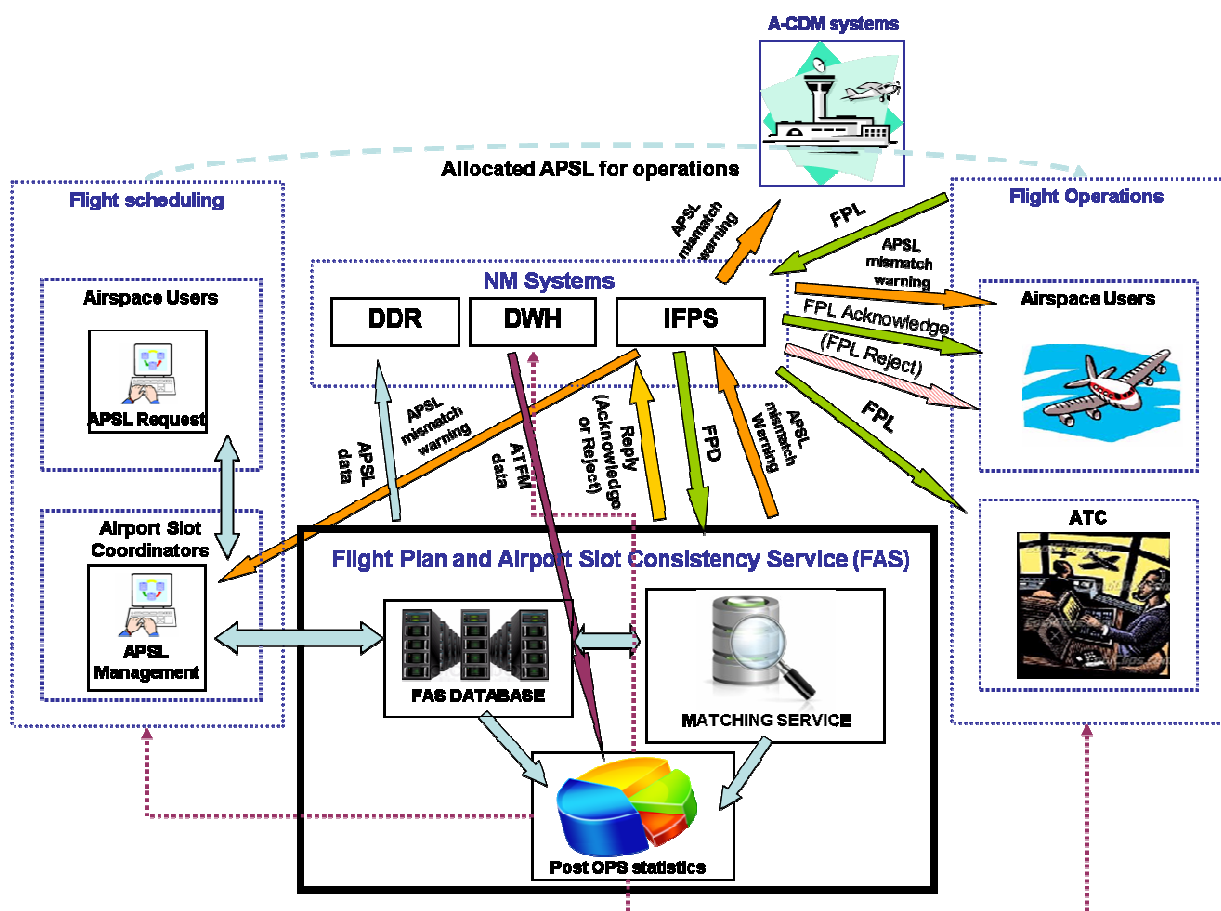 A-CDM systems
Allocated APSL for operations
Flight scheduling
Airspace Users
APSL Request
Airport Slot
Coordinators
APSL
Management
NM Systems
DDR
DWH
IFPS
APSL
mismatch
warning
FPL
APSL
mismatch
warning
FPL Acknowledge
(FPL Reject)
FPL
Flight Operations
Airspace Users
ATC
APSL
data
APSL
mismatch
warning
ATFM
data
Reply
(Acknowledge
or Reject)
FPD
APSL
mismatch
Warning
Flight Plan and Airport Slot Consistency Service (FAS)
FAS DATABASE
MATCHING SERVICE
Post OPS statistics